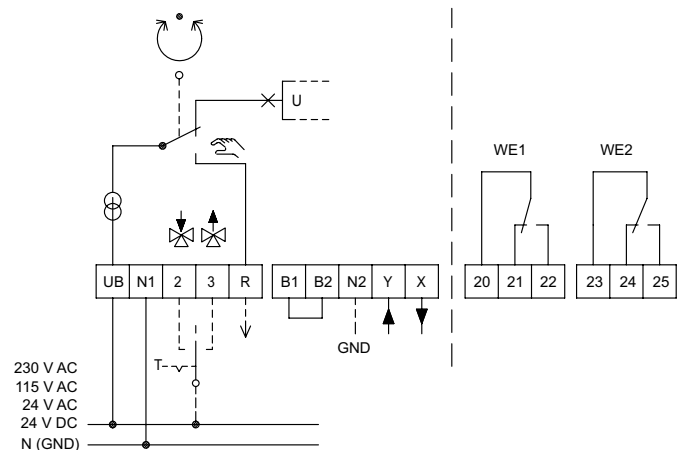 U
WE1 WE2
UB N1 2 3 R B1 B2 N2 Y X 20 21 22 23 24 25
GND
T
230 V AC
115 V AC
24 V AC
24 V DC
N (GND)